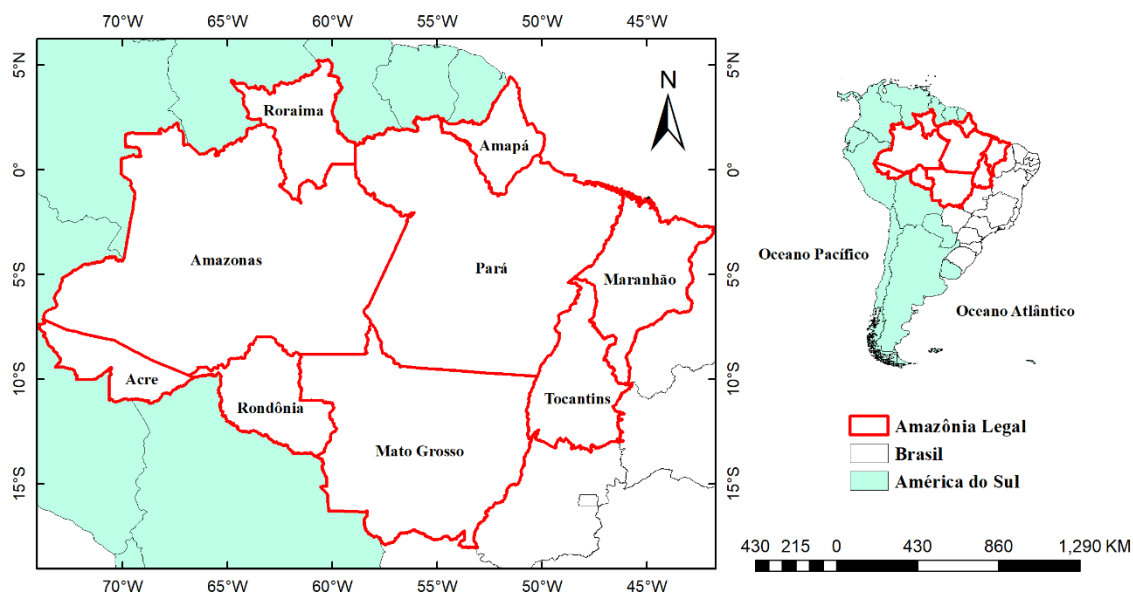 70°W 65°W 60°W 55°W 50°W 45°W
5°N 5°N
Roraima
N
Amapá
0° 0°
Amazonas
Pará
Maranhão
5°S 5°S
Acre
10°S 10°S
Tocantins
Rondônia
Mato Grosso
15°S 15°S
70°W 65°W 60°W 55°W 50°W 45°W
Oceano Pacífico
Oceano Atlântico
Amazônia Legal
Brasil
América do Sul
430 215 0 430 860 1,290 KM